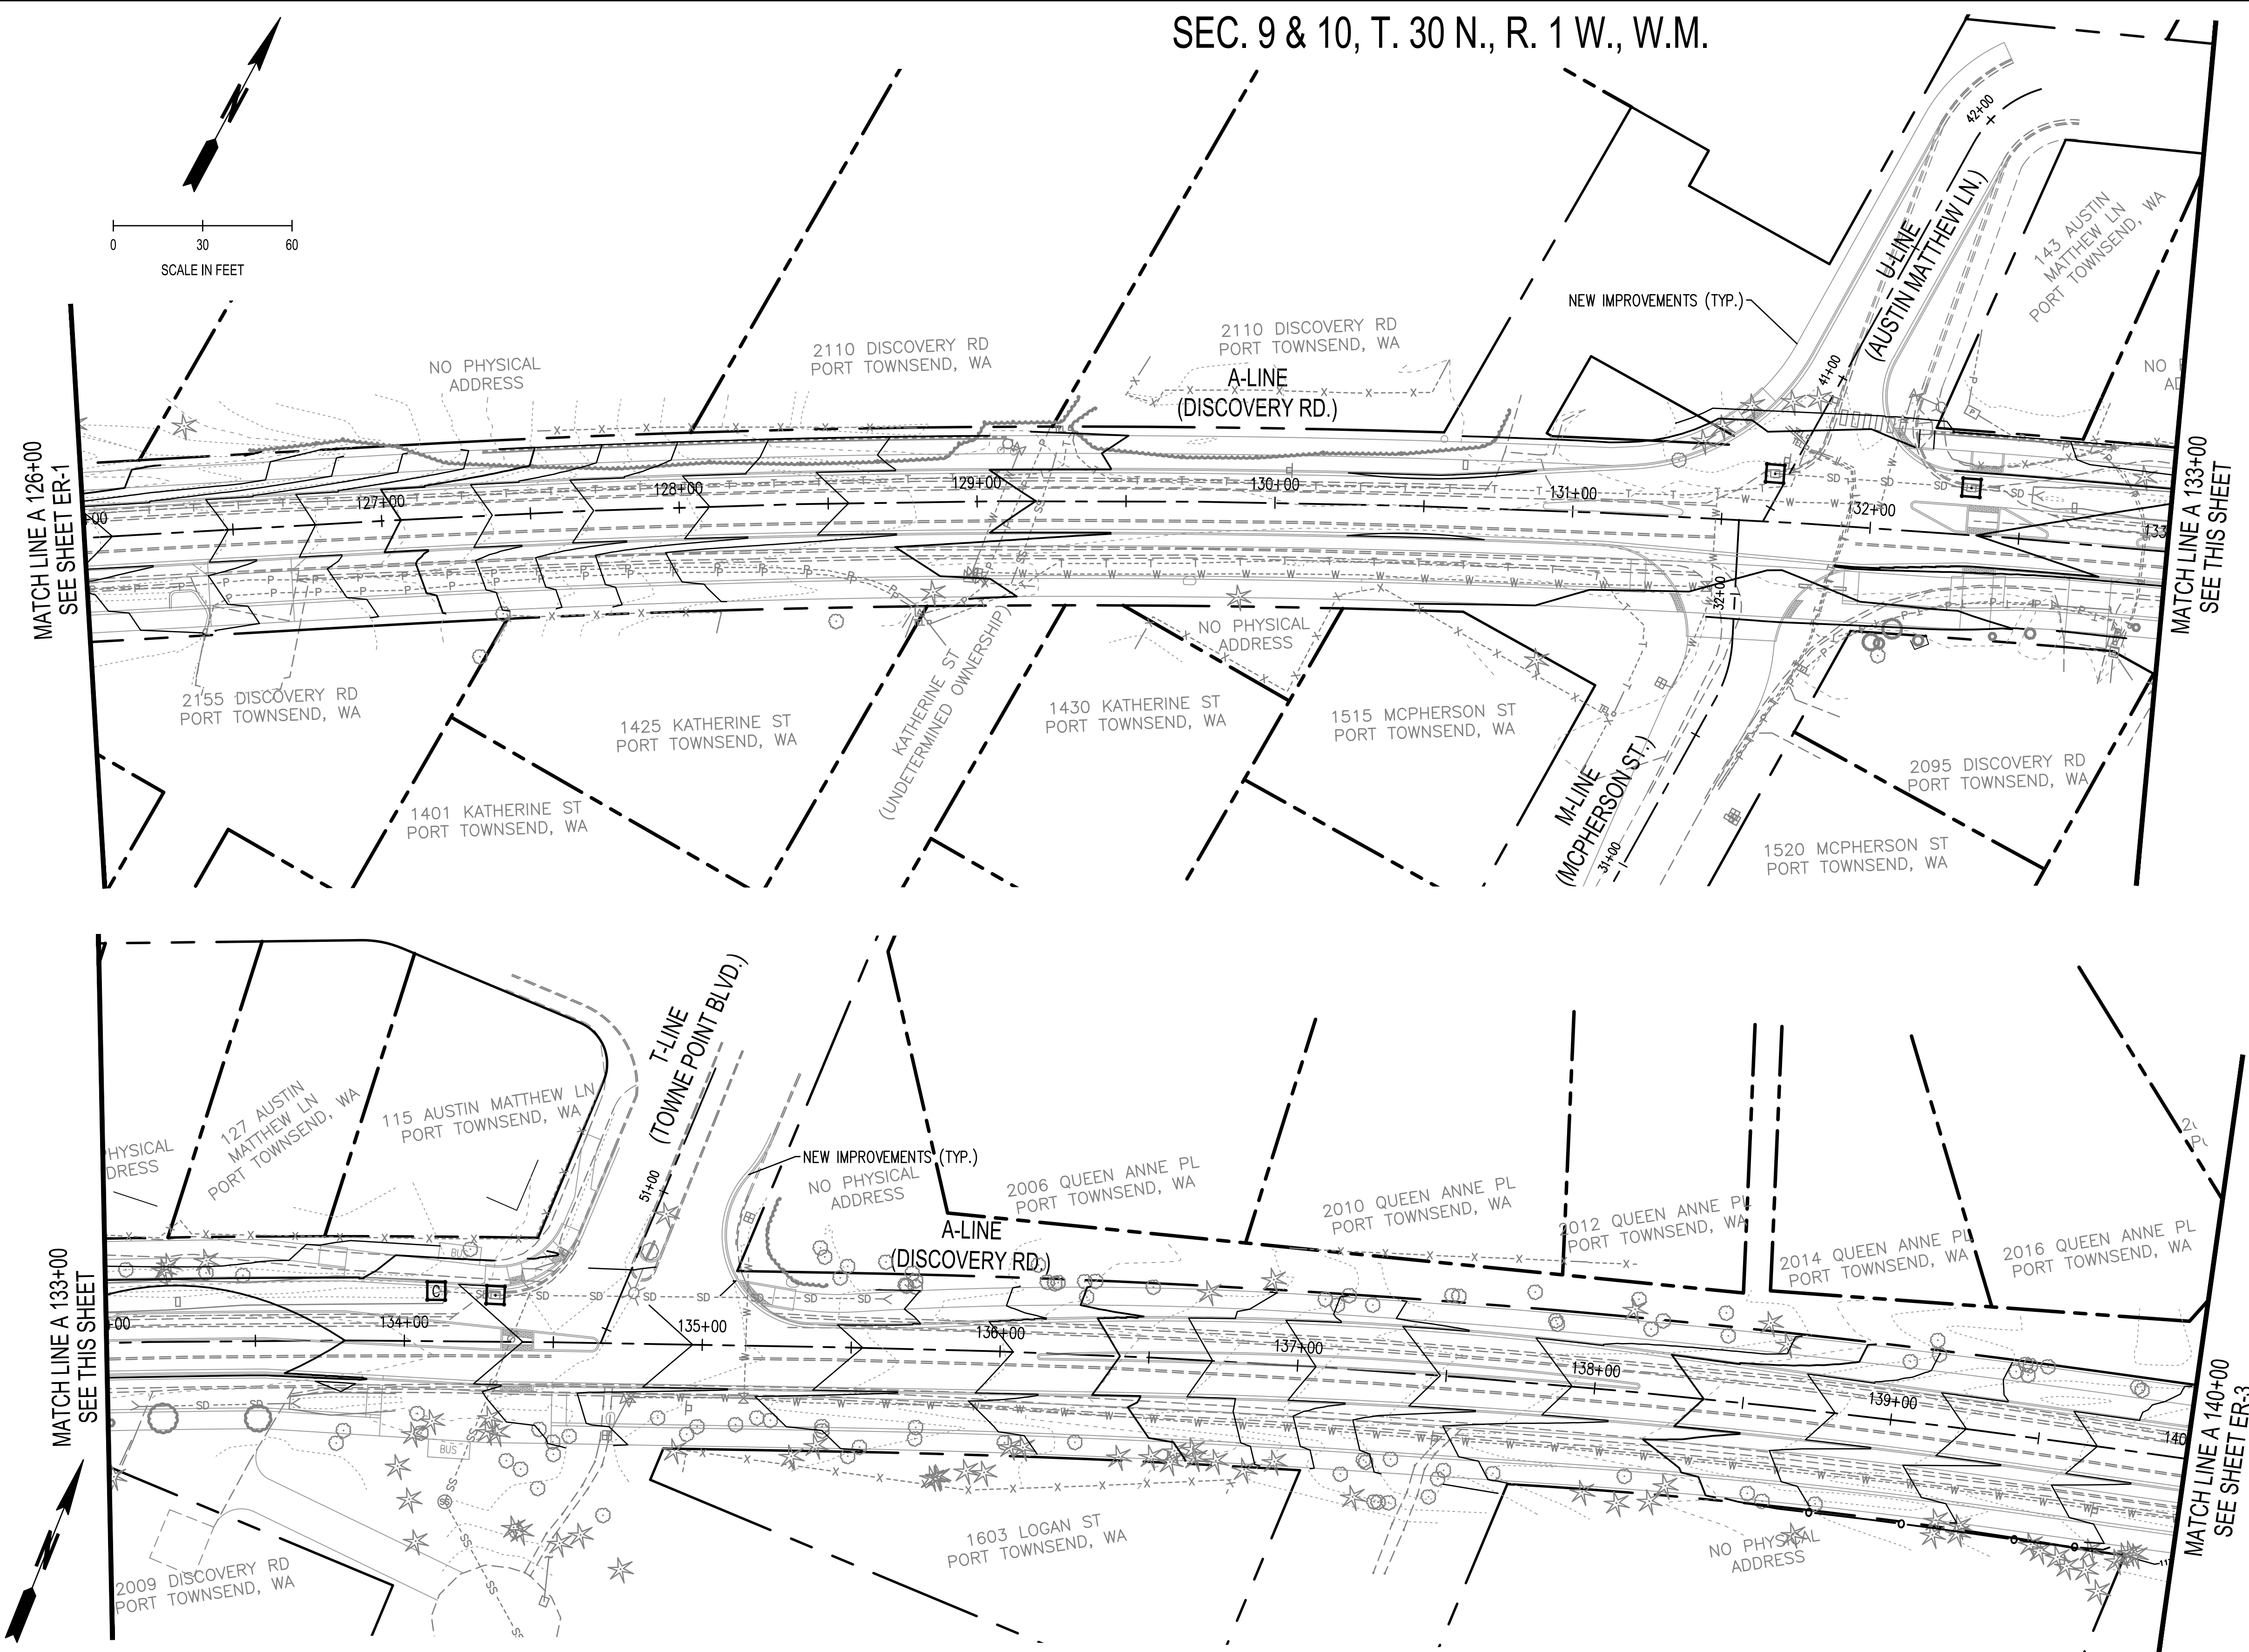 SEC. 9 & 10, T. 30 N., R. 1 W., W.M.
N
0 30 60
SCALE IN FEET
MATCH LINE A 126+00
SEE SHEET ER-1
NO PHYSICAL
ADDRESS
2110 DISCOVERY RD
PORT TOWNSEND, WA
2110 DISCOVERY RD
PORT TOWNSEND, WA
A-LINE
(DISCOVERY RD.)
NEW IMPROVEMENTS (TYP.)
U-LINE
(AUSTIN MATTHEW LN.)
42+00
41+00
143 AUSTIN
MATTHEW LN
PORT TOWNSEND, WA
NO
MATCH LINE A 133+00
SEE THIS SHEET
+00
127+00
128+00
129+00
130+00
131+00
132+00
133
32+00
31+00
2155 DISCOVERY RD
PORT TOWNSEND, WA
1401 KATHERINE ST
PORT TOWNSEND, WA
1425 KATHERINE ST
PORT TOWNSEND, WA
KATHERINE ST
(UNDETERMINED OWNERSHIP)
1430 KATHERINE ST
PORT TOWNSEND, WA
NO PHYSICAL
ADDRESS
1515 MCPHERSON ST
PORT TOWNSEND, WA
M-LINE
(MCPHERSON ST.)
2095 DISCOVERY RD
PORT TOWNSEND, WA
1520 MCPHERSON ST
PORT TOWNSEND, WA
MATCH LINE A 133+00
SEE THIS SHEET
HYSICAL
DRESS
127 AUSTIN
MATTHEW LN
PORT TOWNSEND, WA
115 AUSTIN MATTHEW LN
PORT TOWNSEND, WA
T-LINE
(TOWNE POINT BLVD.)
51+00
NEW IMPROVEMENTS (TYP.)
NO PHYSICAL
ADDRESS
A-LINE
(DISCOVERY RD.)
2006 QUEEN ANNE PL
PORT TOWNSEND, WA
2010 QUEEN ANNE PL
PORT TOWNSEND, WA
2012 QUEEN ANNE PL
PORT TOWNSEND, WA
2014 QUEEN ANNE PL
PORT TOWNSEND, WA
2016 QUEEN ANNE PL
PORT TOWNSEND, WA
BUS
C
+00
134+00
135+00
136+00
137+00
138+00
139+00
140
BUS
2009 DISCOVERY RD
PORT TOWNSEND, WA
1603 LOGAN ST
PORT TOWNSEND, WA
NO PHYSICAL
ADDRESS
MATCH LINE A 140+00
SEE SHEET ER-3
N